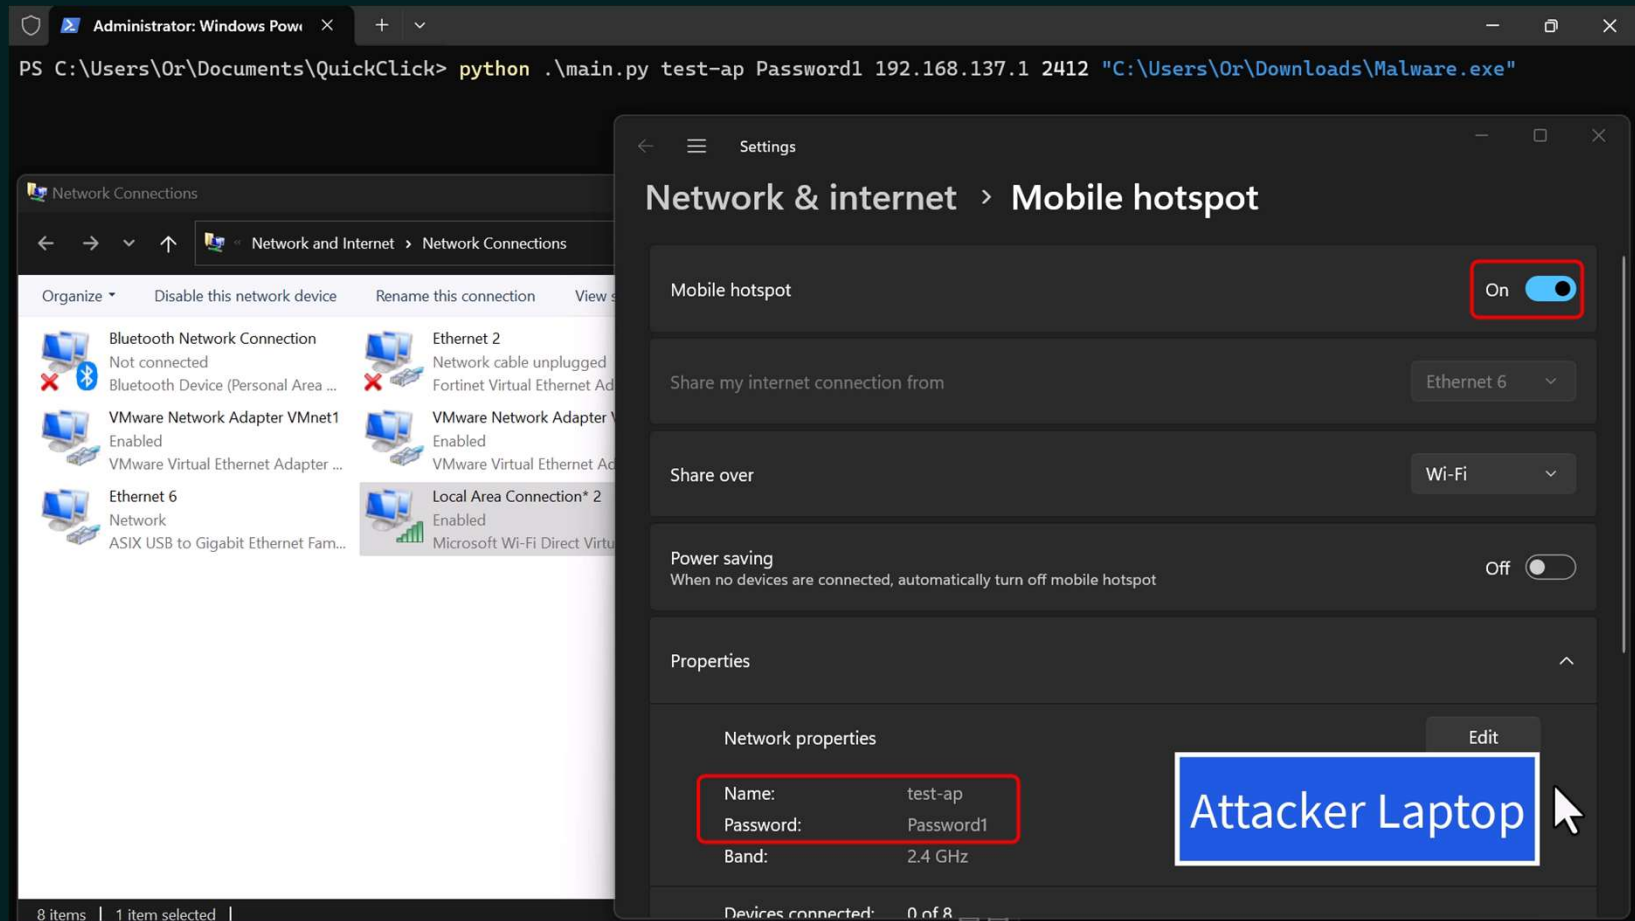 Administrator: Windows Powe
PS C:\Users\Or\Documents\QuickClick> python .\main.py test-ap Password1 192.168.137.1 2412 "C:\Users\Or\Downloads\Malware.exe"
Network Connections
Network and Internet › Network Connections
Organize
Disable this network device
Rename this connection
View s
Bluetooth Network Connection
Not connected
Bluetooth Device (Personal Area ...
Ethernet 2
Network cable unplugged
Fortinet Virtual Ethernet Ad
VMware Network Adapter VMnet1
Enabled
VMware Virtual Ethernet Adapter ...
VMware Network Adapter V
Enabled
VMware Virtual Ethernet Ad
Ethernet 6
Network
ASIX USB to Gigabit Ethernet Fam...
Local Area Connection* 2
Enabled
Microsoft Wi-Fi Direct Virtu
8 items
1 item selected
Settings
Network & internet › Mobile hotspot
Mobile hotspot
On
Share my internet connection from
Ethernet 6
Share over
Wi-Fi
Power saving
When no devices are connected, automatically turn off mobile hotspot
Off
Properties
Network properties
Edit
Name: test-ap
Password: Password1
Band: 2.4 GHz
Devices connected: 0 of 8
Attacker Laptop